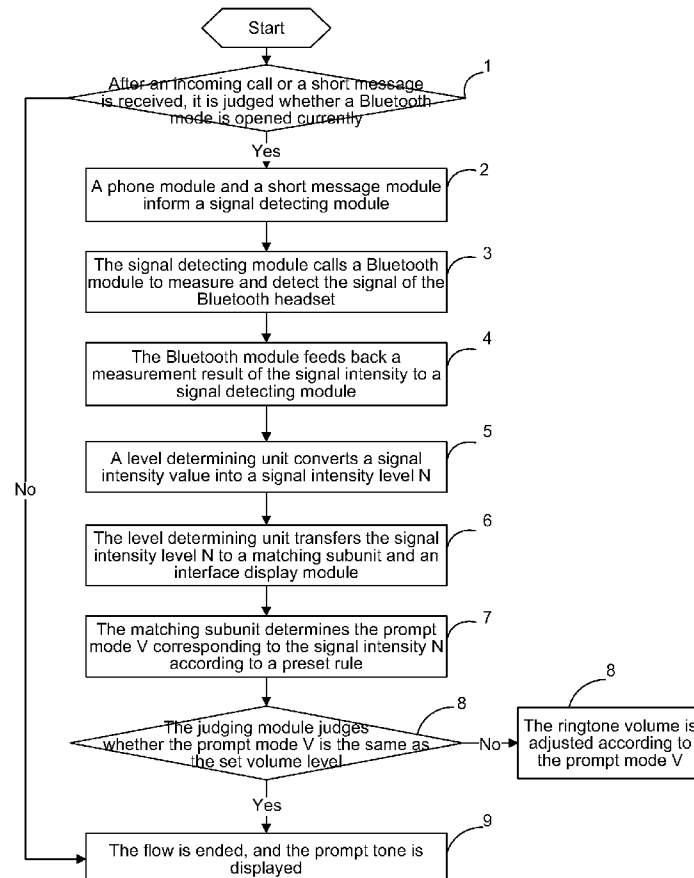 Start
1
After an incoming call or a short message
is received, it is judged whether a Bluetooth
mode is opened currently
Yes
2
A phone module and a short message module
inform a signal detecting module
3
The signal detecting module calls a Bluetooth
module to measure and detect the signal of the
Bluetooth headset
4
The Bluetooth module feeds back a
measurement result of the signal intensity to a
signal detecting module
5
A level determining unit converts a signal
intensity value into a signal intensity level N
No
6
The level determining unit transfers the signal
intensity level N to a matching subunit and an
interface display module
7
The matching subunit determines the prompt
mode V corresponding to the signal intensity N
according to a preset rule
8
The judging module judges
whether the prompt mode V is the same as
the set volume level
No
8
The ringtone volume is
adjusted according to
the prompt mode V
Yes
9
The flow is ended, and the prompt tone is
displayed